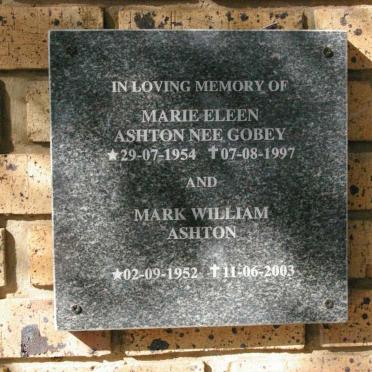 IN LOVING MEMORY OF
MARIE ELEEN
ASHTON NEE GOBEY
★29-07-1954 ✝07-08-1997
AND
MARK WILLIAM
ASHTON
★02-09-1952 ✝11-06-2003